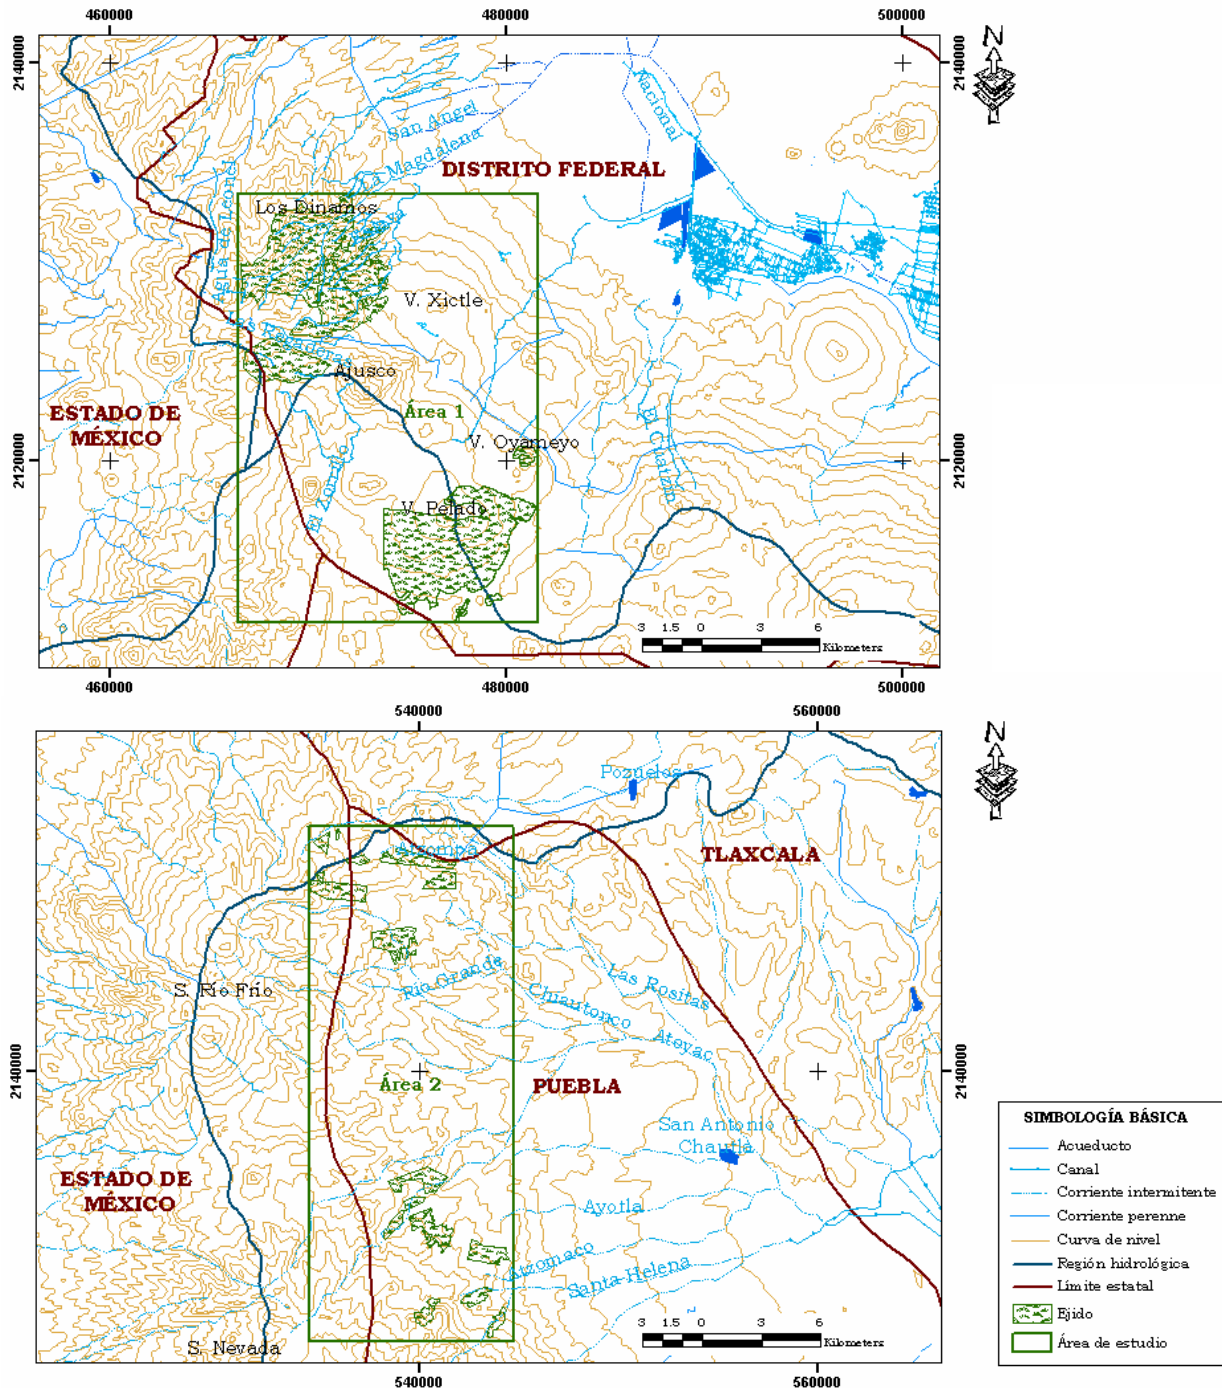 460000
480000
500000
2140000
2140000
N
Nacional
San Angel
La Magdalena
DISTRITO FEDERAL
Los Dinamos
V. Xictle
Ajusco
Área 1
ESTADO DE
MÉXICO
V. Oyameyo
2120000
2120000
El Zorrillo
V. Pelado
3
1.5
0
3
6
Kilometers
460000
480000
500000
540000
560000
N
Pozuelos
Atzompa
TLAXCALA
S. Río Frío
Río Grande
Las Rositas
Chiautonco
Atoyac
2140000
2140000
Área 2
PUEBLA
San Antonio
Chautla
ESTADO DE
MÉXICO
Ayotla
Atzomaco
Santa Helena
3
1.5
0
3
6
Kilometers
S. Nevada
540000
560000
SIMBOLOGÍA BÁSICA
Acueducto
Canal
Corriente intermitente
Corriente perenne
Curva de nivel
Región hidrológica
Límite estatal
Ejido
Área de estudio